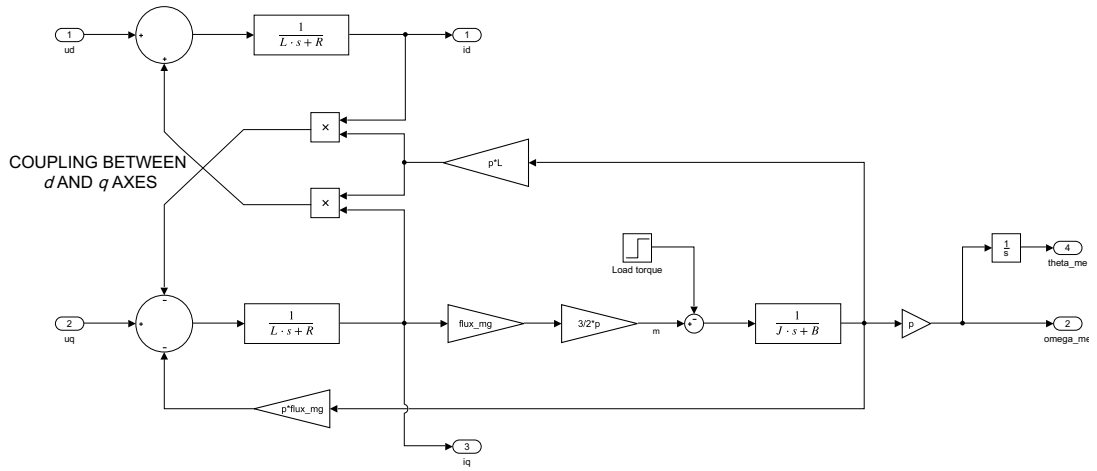 1
ud
+
+
1
L · s + R
1
id
×
COUPLING BETWEEN
d AND q AXES
p*L
×
Load torque
1
s
4
theta_me
2
uq
−
+
−
1
L · s + R
flux_mg
3/2*p
m
−
+
1
J · s + B
p
2
omega_me
p*flux_mg
3
iq